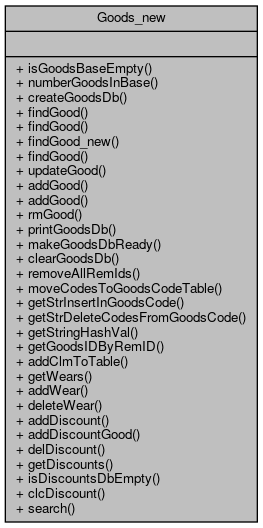 Goods_new
+ isGoodsBaseEmpty()
+ numberGoodsInBase()
+ createGoodsDb()
+ findGood()
+ findGood()
+ findGood_new()
+ findGood()
+ updateGood()
+ addGood()
+ addGood()
+ rmGood()
+ printGoodsDb()
+ makeGoodsDbReady()
+ clearGoodsDb()
+ removeAllRemIds()
+ moveCodesToGoodsCodeTable()
+ getStrInsertInGoodsCode()
+ getStrDeleteCodesFromGoodsCode()
+ getStringHashVal()
+ getGoodsIDByRemID()
+ addClmToTable()
+ getWears()
+ addWear()
+ deleteWear()
+ addDiscount()
+ addDiscountGood()
+ delDiscount()
+ getDiscounts()
+ isDiscountsDbEmpty()
+ clcDiscount()
+ search()